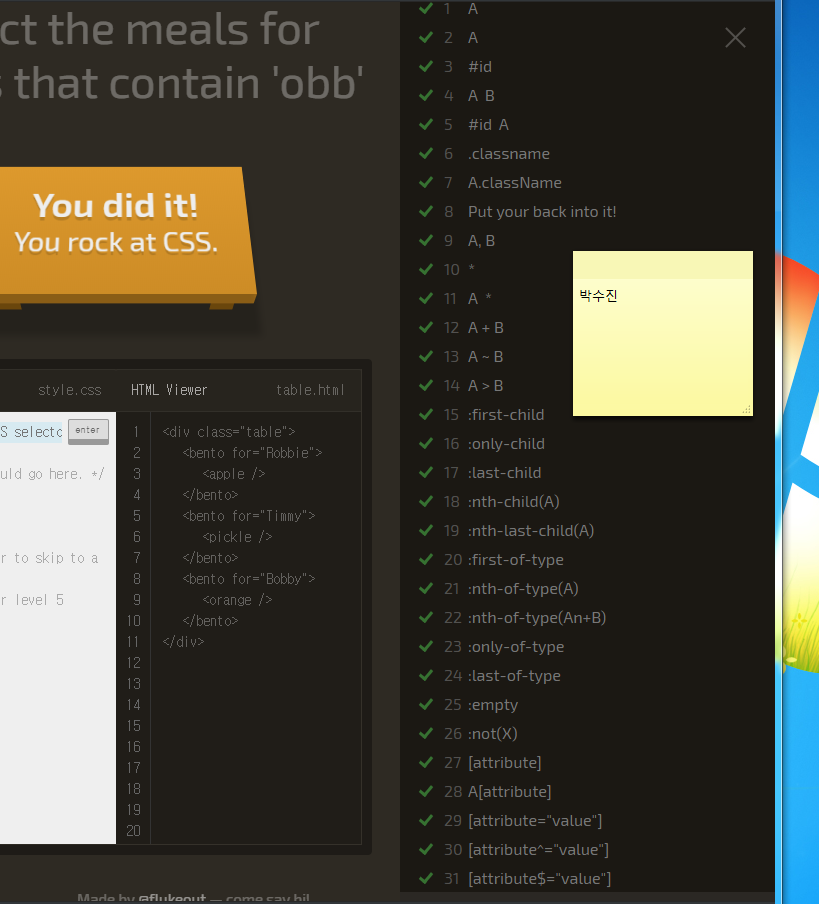 ct the meals for
s that contain 'obb'
You did it!
You rock at CSS.
style.css
HTML Viewer
table.html
S selecto
enter
uld go here. */
r to skip to a
r level 5
1
2
3
4
5
6
7
8
9
10
11
12
13
14
15
16
17
18
19
20
<div class="table">
<bento for="Robbie">
<apple />
</bento>
<bento for="Timmy">
<pickle />
</bento>
<bento for="Bobby">
<orange />
</bento>
</div>
Made by @flukeout — come say hi!
1 A
2 A
3 #id
4 A B
5 #id A
6 .classname
7 A.className
8 Put your back into it!
9 A, B
10 *
11 A *
12 A + B
13 A ~ B
14 A > B
15 :first-child
16 :only-child
17 :last-child
18 :nth-child(A)
19 :nth-last-child(A)
20 :first-of-type
21 :nth-of-type(A)
22 :nth-of-type(An+B)
23 :only-of-type
24 :last-of-type
25 :empty
26 :not(X)
27 [attribute]
28 A[attribute]
29 [attribute="value"]
30 [attribute^="value"]
31 [attribute$="value"]
박수진